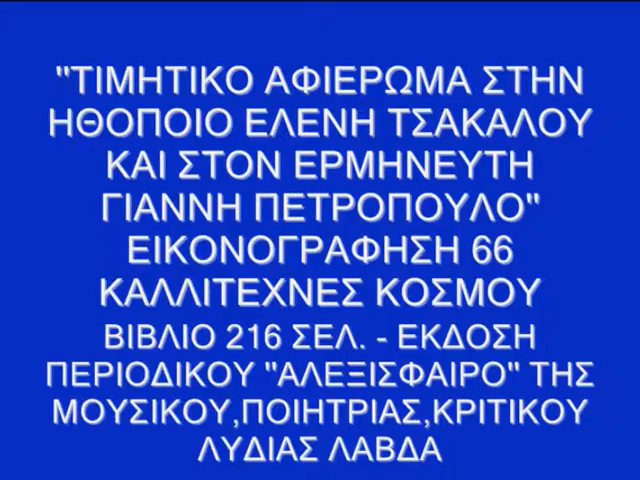 "ΤΙΜΗΤΙΚΟ ΑΦΙΕΡΩΜΑ ΣΤΗΝ
ΗΘΟΠΟΙΟ ΕΛΕΝΗ ΤΣΑΚΑΛΟΥ
ΚΑΙ ΣΤΟΝ ΕΡΜΗΝΕΥΤΗ
ΓΙΑΝΝΗ ΠΕΤΡΟΠΟΥΛΟ"
ΕΙΚΟΝΟΓΡΑΦΗΣΗ 66
ΚΑΛΛΙΤΕΧΝΕΣ ΚΟΣΜΟΥ
ΒΙΒΛΙΟ 216 ΣΕΛ. - ΕΚΔΟΣΗ
ΠΕΡΙΟΔΙΚΟΥ "ΑΛΕΞΙΣΦΑΙΡΟ" ΤΗΣ
ΜΟΥΣΙΚΟΥ,ΠΟΙΗΤΡΙΑΣ,ΚΡΙΤΙΚΟΥ
ΛΥΔΙΑΣ ΛΑΒΔΑ